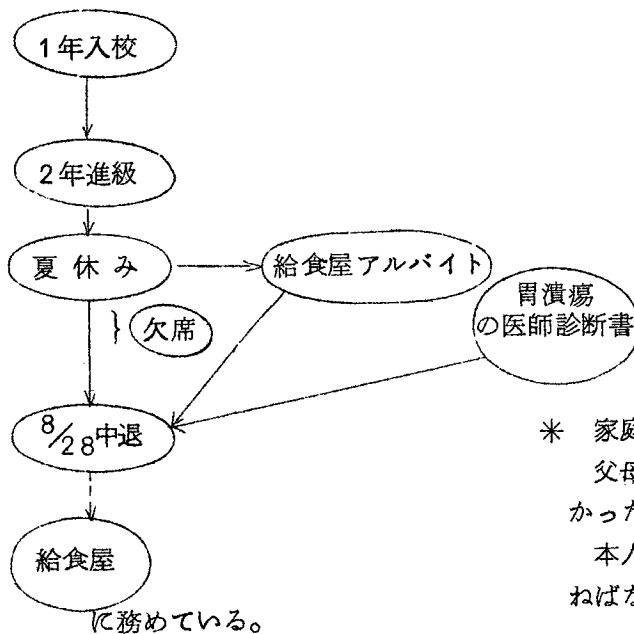 1年入校
2年進級
夏休み
給食屋アルバイト
胃潰瘍
の医師診断書
}欠席
8/28中退
* 家庭
父母
かった
本人
ねばな
給食屋
に務めている。